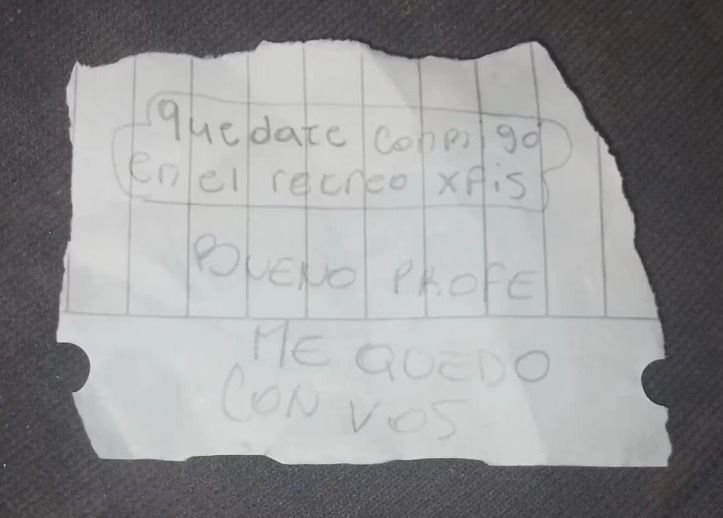 quedate conmigo
en el recreo xfis
BUENO PROFE
ME QUEDO
CON VOS